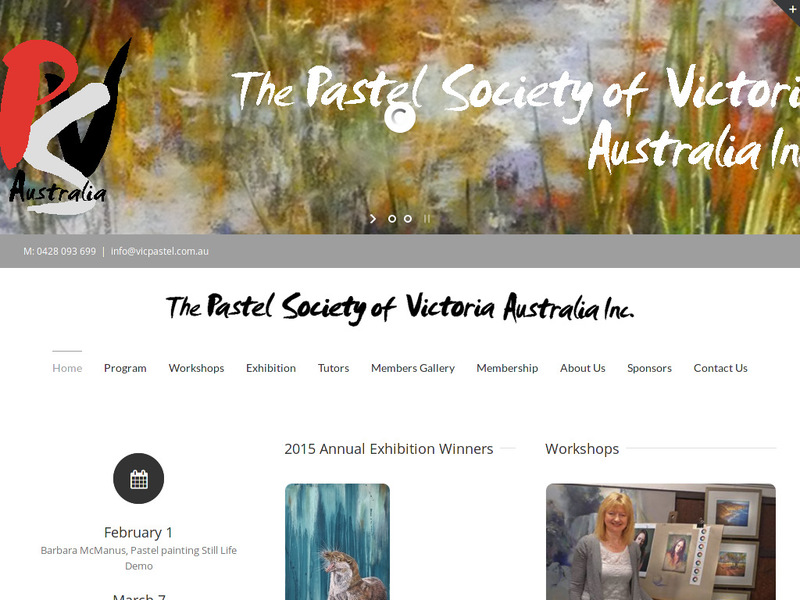 The Pastel Society of Victori
Australia In
PSV
Australia
M: 0428 093 699 | info@vicpastel.com.au
The Pastel Society of Victoria Australia Inc.
Home Program Workshops Exhibition Tutors Members Gallery Membership About Us Sponsors Contact Us
2015 Annual Exhibition Winners
Workshops
February 1
Barbara McManus, Pastel painting Still Life
Demo
March 7